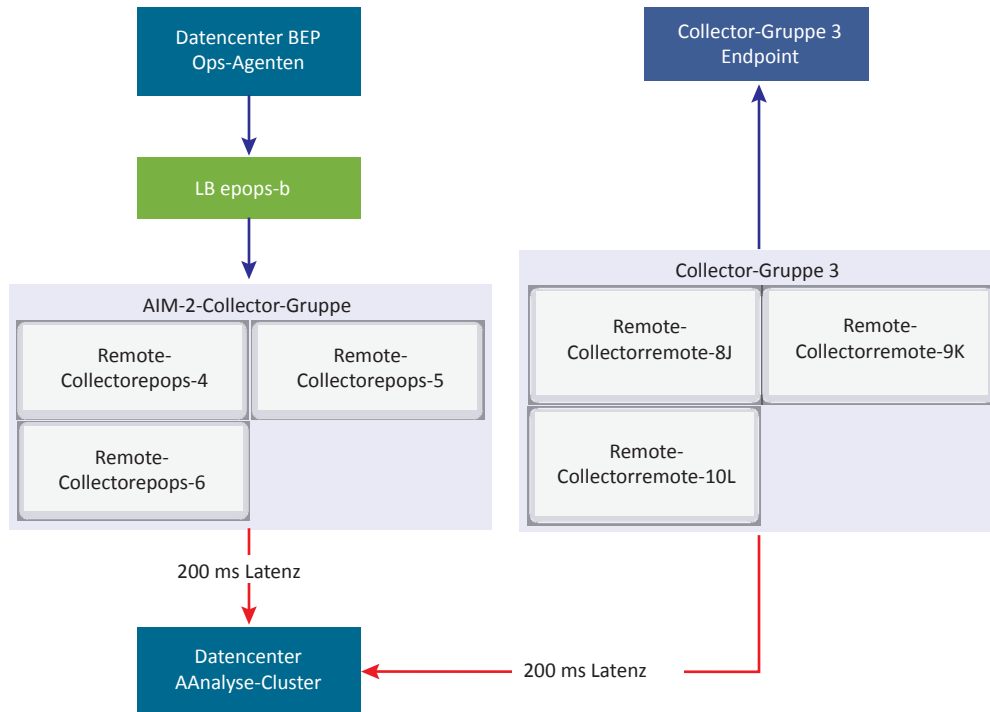 Datencenter BEP
Ops-Agenten
LB epops-b
AIM-2-Collector-Gruppe
Remote-
Collectorepops-4
Remote-
Collectorepops-5
Remote-
Collectorepops-6
200 ms Latenz
Datencenter
AAnalyse-Cluster
Collector-Gruppe 3
Endpoint
Collector-Gruppe 3
Remote-
Collectorremote-8J
Remote-
Collectorremote-9K
Remote-
Collectorremote-10L
200 ms Latenz